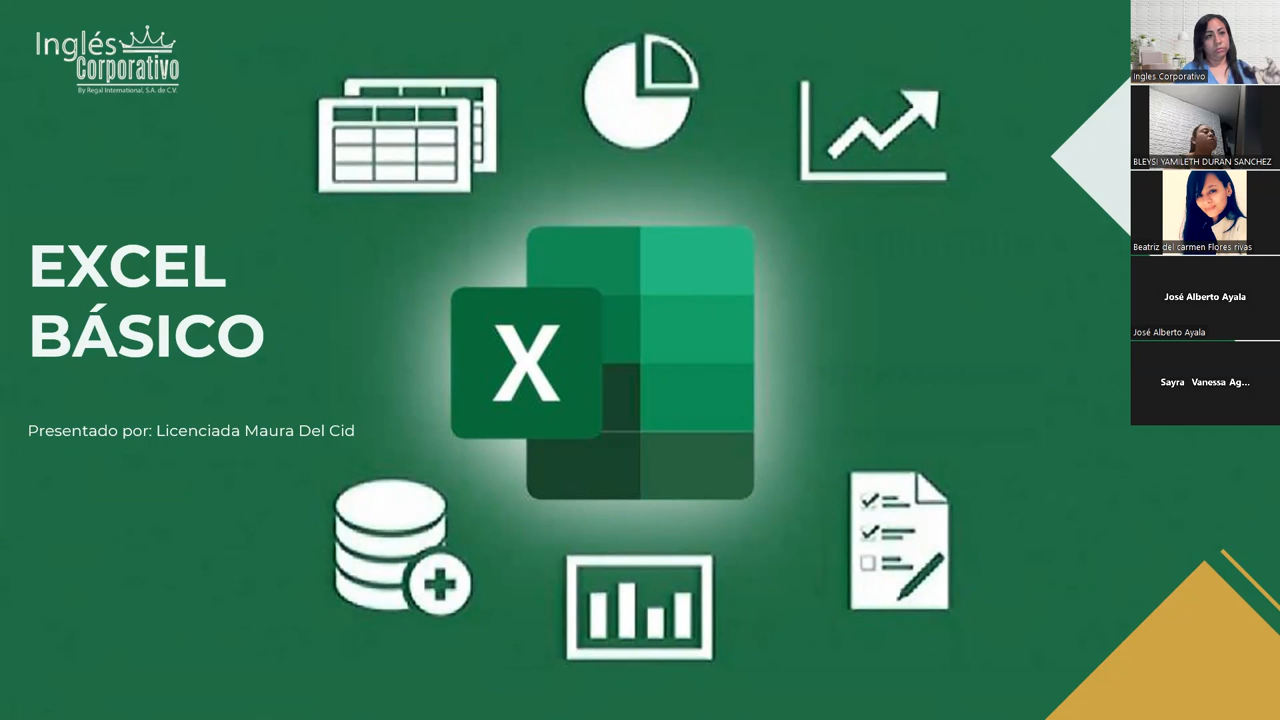 Inglés
Corporativo
By Regal International, S.A. de C.V.
EXCEL
BÁSICO
Presentado por: Licenciada Maura Del Cid
X
Ingles Corporativo
BLEYSI YAMILETH DURAN SANCHEZ
Beatriz del carmen Flores rivas
José Alberto Ayala
José Alberto Ayala
Sayra Vanessa Ag...